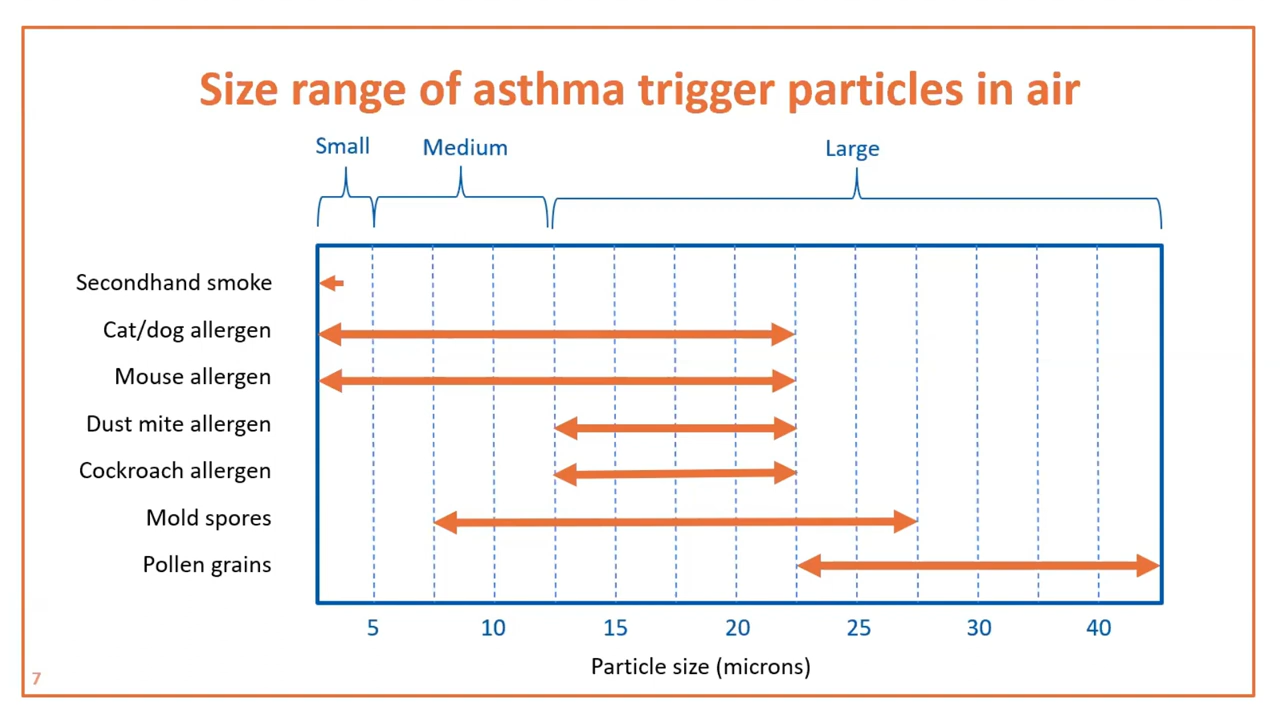 Size range of asthma trigger particles in air
Small
Medium
Large
Secondhand smoke
Cat/dog allergen
Mouse allergen
Dust mite allergen
Cockroach allergen
Mold spores
Pollen grains
5 10 15 20 25 30 40
Particle size (microns)
7